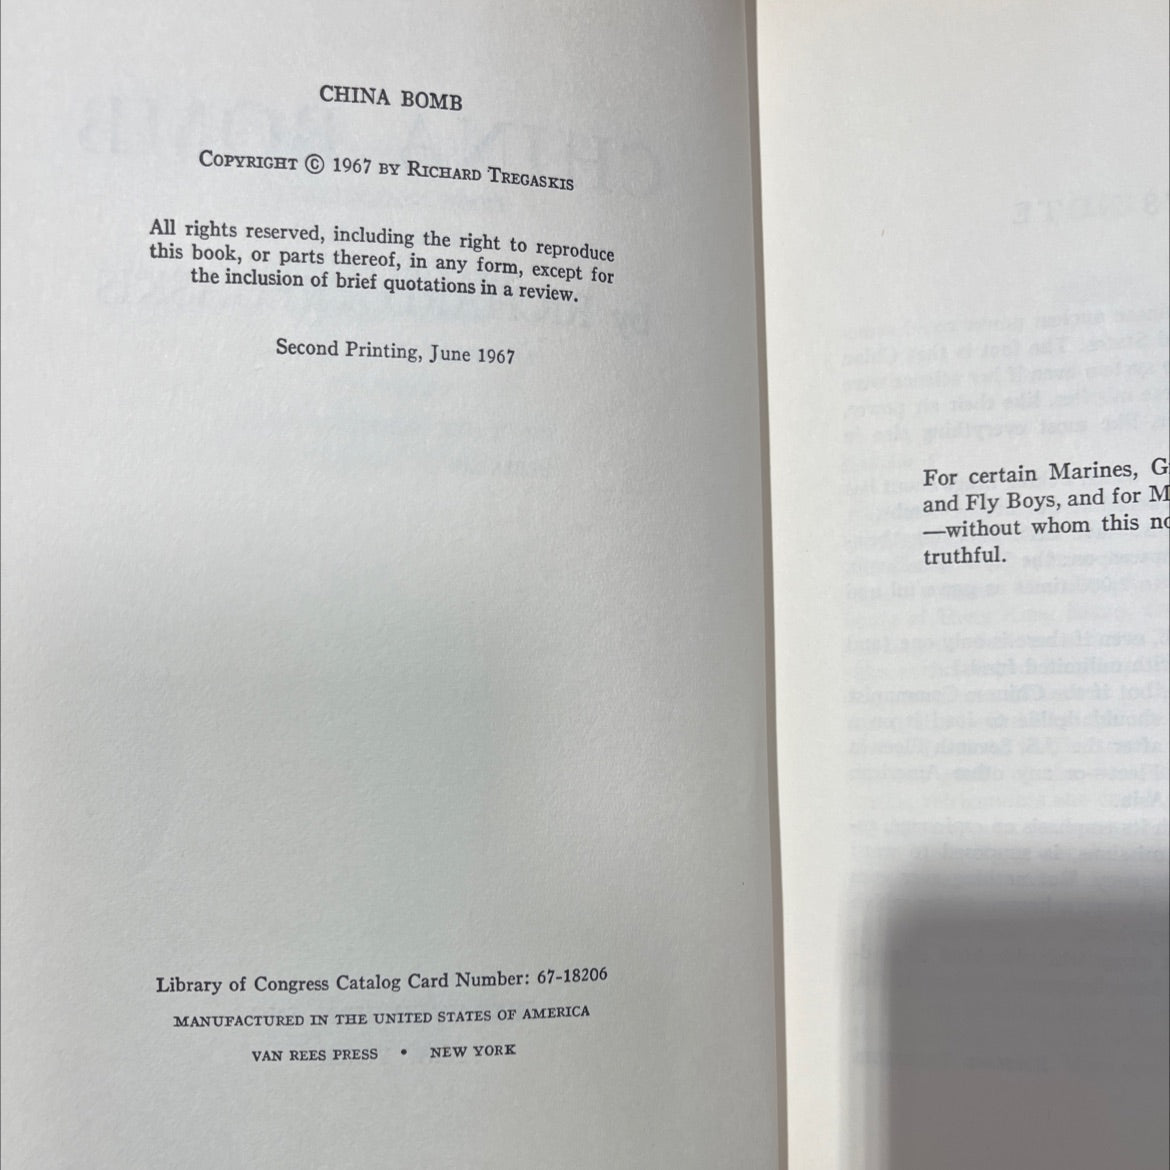 CHINA BOMB
COPYRIGHT © 1967 BY RICHARD TREGASKIS
All rights reserved, including the right to reproduce
this book, or parts thereof, in any form, except for
the inclusion of brief quotations in a review.
Second Printing, June 1967
Library of Congress Catalog Card Number: 67-18206
MANUFACTURED IN THE UNITED STATES OF AMERICA
VAN REES PRESS • NEW YORK
For certain Marines, G
and Fly Boys, and for M
—without whom this no
truthful.